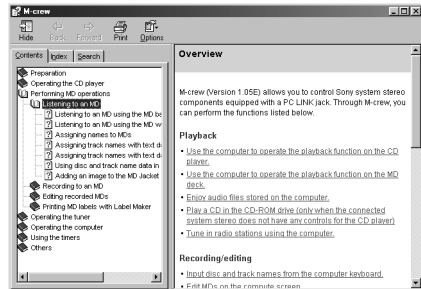 M-crew
Hide
Back
Forward
Print
Options
Contents
Index
Search
Preparation
Operating the CD player
Performing MD operations
Listening to an MD
Listening to an MD using the MD ba
Listening to an MD using the MD w
Assigning names to MDs
Assigning track names with text d
Assigning track names with text d
Using disc and track name data in
Adding an image to the MD Jacket
Recording to an MD
Editing recorded MDs
Printing MD labels with Label Maker
Operating the tuner
Operating the computer
Using the timers
Others
Overview
M-crew (Version 1.05E) allows you to control Sony system stereo
components equipped with a PC LINK jack. Through M-crew, you
can perform the functions listed below.
Playback
• Use the computer to operate the playback function on the CD
player.
• Use the computer to operate the playback function on the MD
deck.
• Enjoy audio files stored on the computer.
• Play a CD in the CD-ROM drive (only when the connected
system stereo does not have any controls for the CD player)
• Tune in radio stations using the computer.
Recording/editing
• Input disc and track names from the computer keyboard.
• Edit MDs on the compute screen.